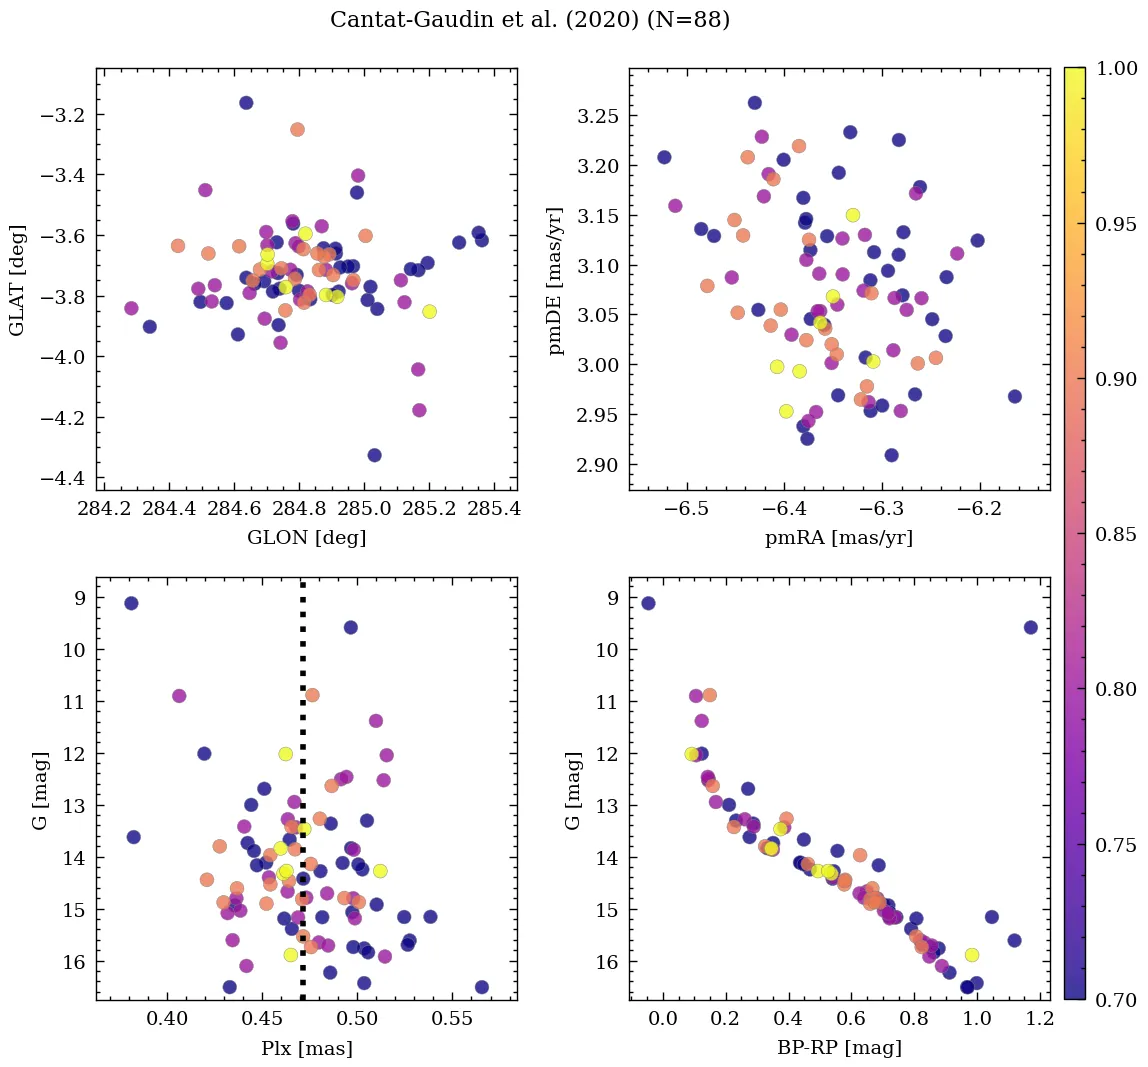 Cantat-Gaudin et al. (2020) (N=88)
−3.2
−3.4
−3.6
−3.8
−4.0
−4.2
−4.4
GLAT [deg]
284.2 284.4 284.6 284.8 285.0 285.2 285.4
GLON [deg]
3.25
3.20
3.15
3.10
3.05
3.00
2.95
2.90
pmDE [mas/yr]
−6.5 −6.4 −6.3 −6.2
pmRA [mas/yr]
9
10
11
12
13
14
15
16
G [mag]
0.40 0.45 0.50 0.55
Plx [mas]
9
10
11
12
13
14
15
16
G [mag]
0.0 0.2 0.4 0.6 0.8 1.0 1.2
BP-RP [mag]
1.00
0.95
0.90
0.85
0.80
0.75
0.70